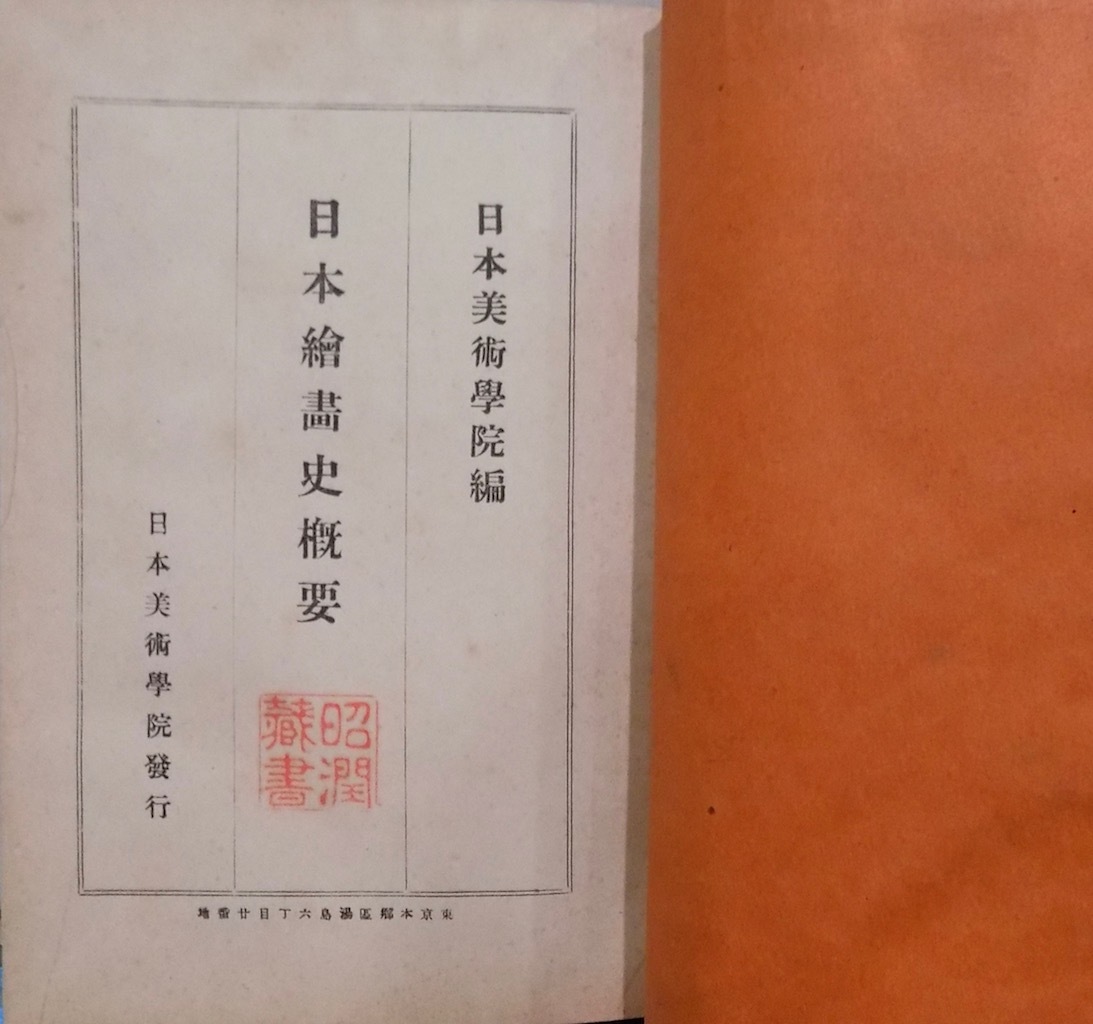 日本美術學院編
日本繪畫史概要
昭潤
藏書
日本美術學院發行
東京本鄕區湯島六丁目廿番地